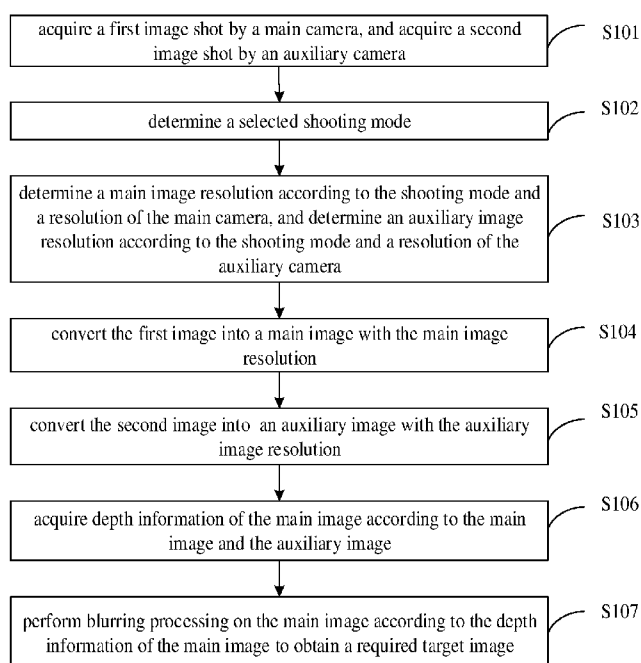 acquire a first image shot by a main camera, and acquire a second
image shot by an auxiliary camera
S101
determine a selected shooting mode
S102
determine a main image resolution according to the shooting mode and
a resolution of the main camera, and determine an auxiliary image
resolution according to the shooting mode and a resolution of the
auxiliary camera
S103
convert the first image into a main image with the main image
resolution
S104
convert the second image into an auxiliary image with the auxiliary
image resolution
S105
acquire depth information of the main image according to the main
image and the auxiliary image
S106
perform blurring processing on the main image according to the depth
information of the main image to obtain a required target image
S107